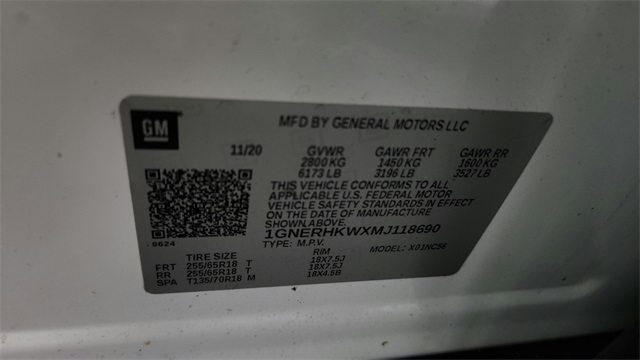 GM
MFD BY GENERAL MOTORS LLC
11/20 GVWR GAWR FRT GAWR RR
2800 KG 1450 KG 1600 KG
6173 LB 3196 LB 3527 LB
THIS VEHICLE CONFORMS TO ALL
APPLICABLE U.S. FEDERAL MOTOR
VEHICLE SAFETY STANDARDS IN EFFECT
ON THE DATE OF MANUFACTURE
SHOWN ABOVE.
1GNERHKWXMJ118690
0624
TYPE: M.P.V. MODEL: X01NC56
TIRE SIZE RIM
FRT 255/65R18 T 18X7.5J
RR 255/65R18 T 18X7.5J
SPA T135/70R18 M 18X4.5B